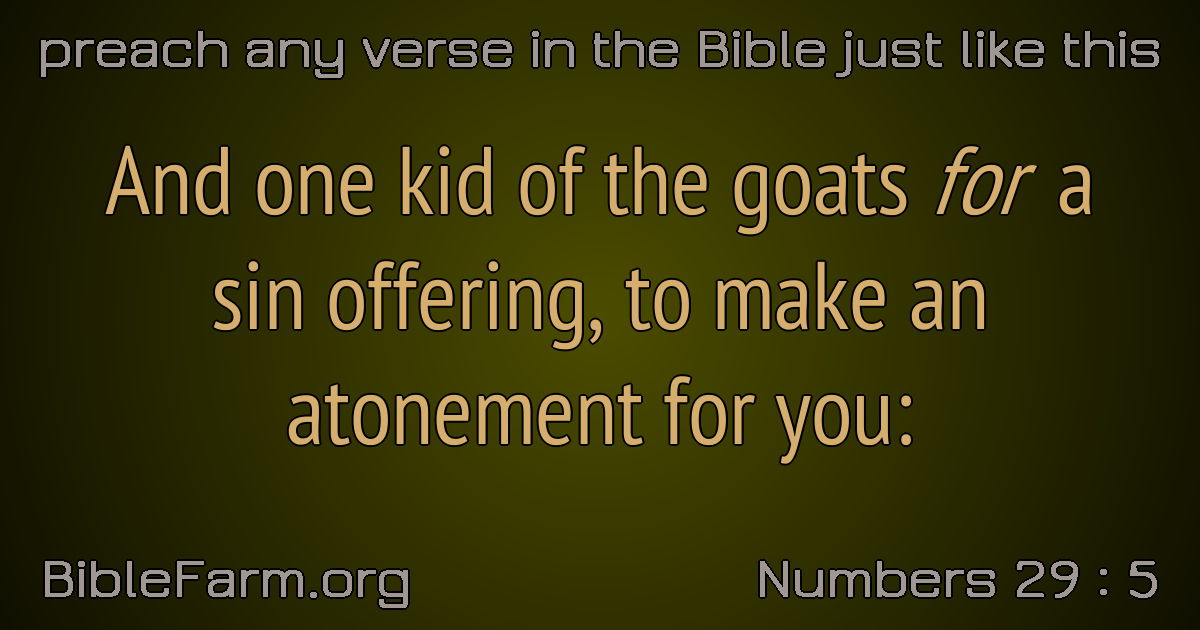 preach any verse in the Bible just like this
And one kid of the goats for a
sin offering, to make an
atonement for you:
BibleFarm.org
Numbers 29 : 5